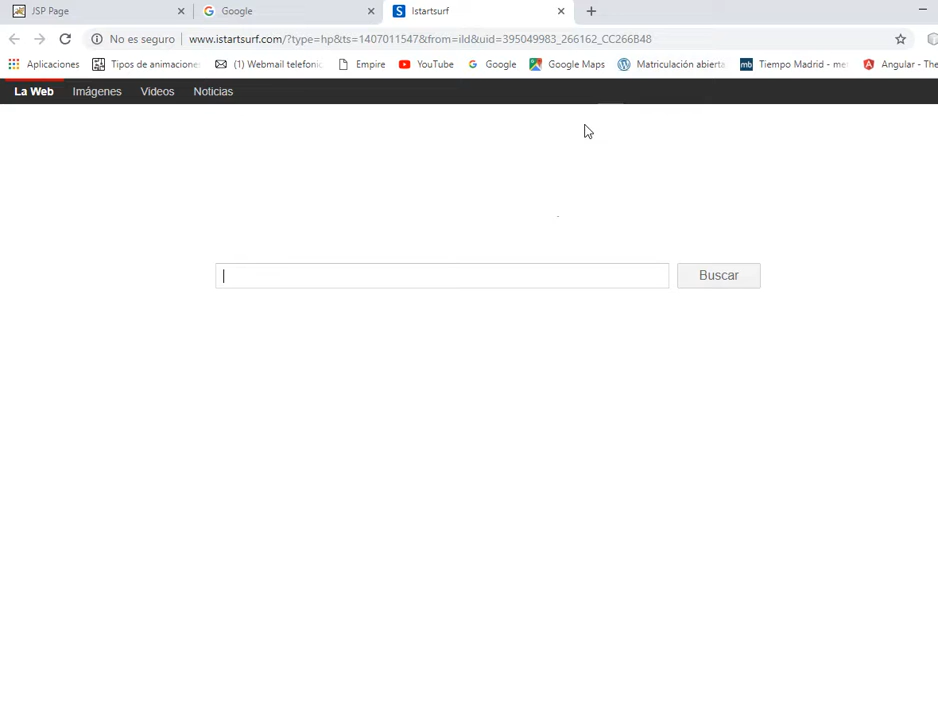 JSP Page Google Istartsurf
No es seguro www.istartsurf.com/?type=hp&ts=1407011547&from=ild&uid=395049983_266162_CC266B48
Aplicaciones Tipos de animaciones (1) Webmail telefonic Empire YouTube Google Google Maps Matriculación abierta Tiempo Madrid - me Angular - The
La Web Imágenes Videos Noticias
Buscar